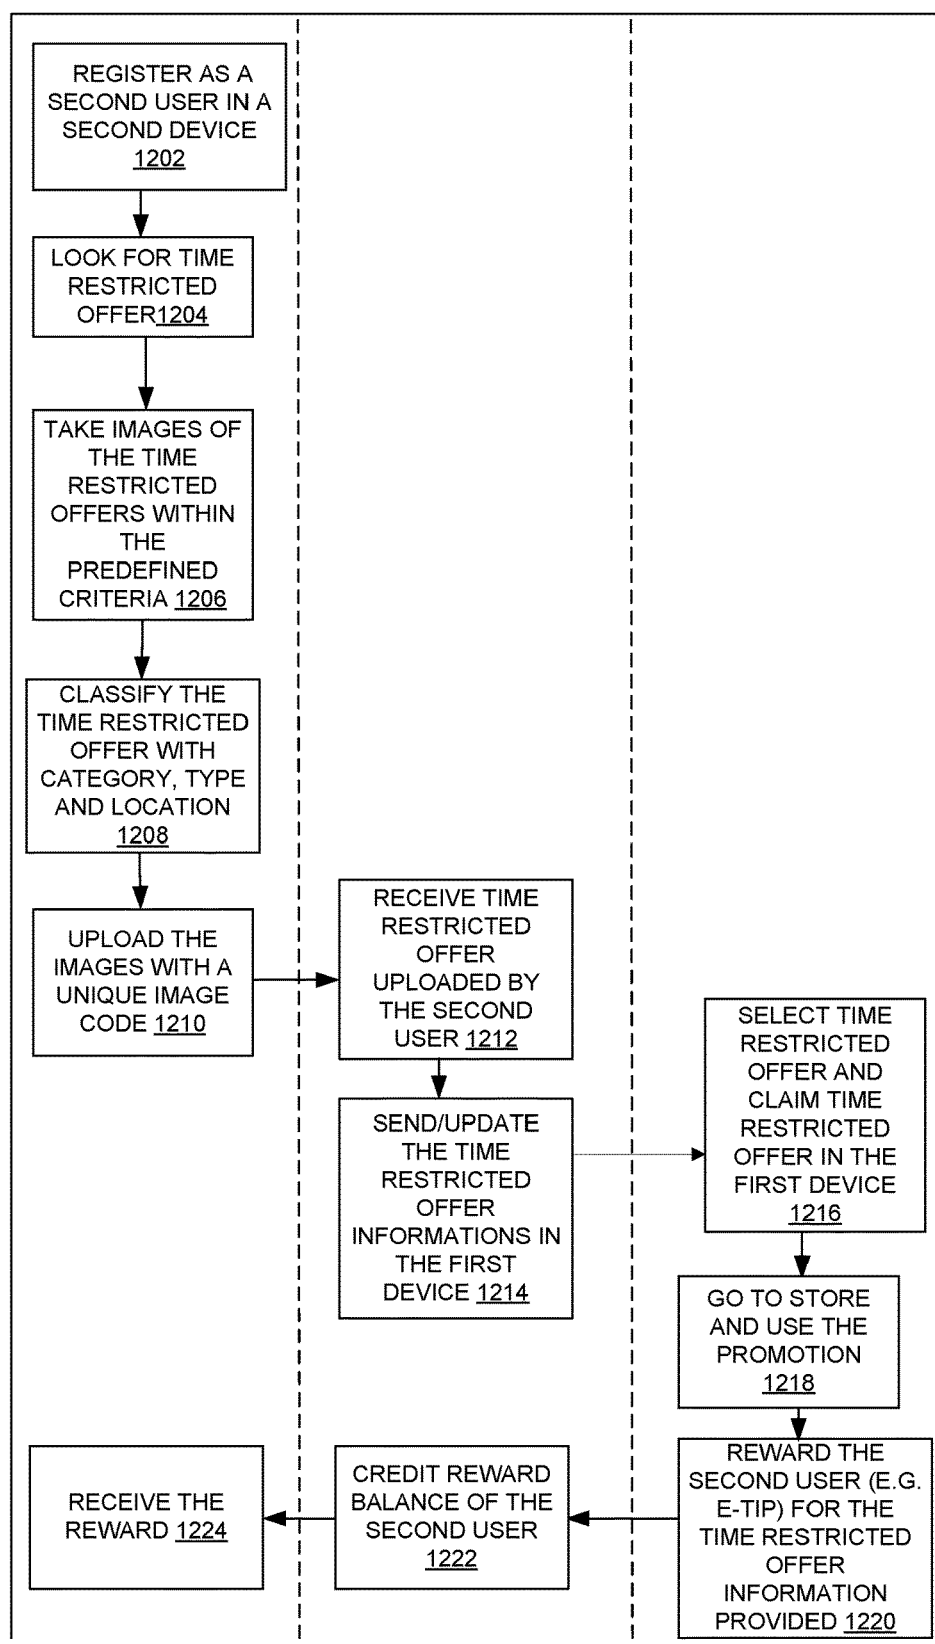 REGISTER AS A
SECOND USER IN A
SECOND DEVICE
1202
LOOK FOR TIME
RESTRICTED
OFFER1204
TAKE IMAGES OF
THE TIME
RESTRICTED
OFFERS WITHIN
THE
PREDEFINED
CRITERIA 1206
CLASSIFY THE
TIME RESTRICTED
OFFER WITH
CATEGORY, TYPE
AND LOCATION
1208
UPLOAD THE
IMAGES WITH A
UNIQUE IMAGE
CODE 1210
RECEIVE TIME
RESTRICTED
OFFER
UPLOADED BY
THE SECOND
USER 1212
SEND/UPDATE
THE TIME
RESTRICTED
OFFER
INFORMATIONS IN
THE FIRST
DEVICE 1214
SELECT TIME
RESTRICTED
OFFER AND
CLAIM TIME
RESTRICTED
OFFER IN THE
FIRST DEVICE
1216
GO TO STORE
AND USE THE
PROMOTION
1218
REWARD THE
SECOND USER (E.G.
E-TIP) FOR THE
TIME RESTRICTED
OFFER
INFORMATION
PROVIDED 1220
CREDIT REWARD
BALANCE OF THE
SECOND USER
1222
RECEIVE THE
REWARD 1224